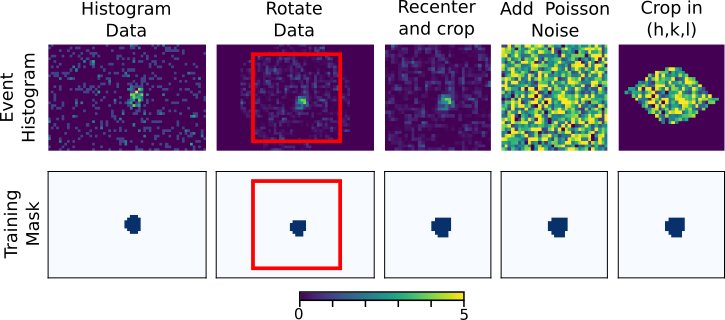 Histogram
Data
Rotate
Data
Recenter
and crop
Add Poisson
Noise
Crop in
(h,k,l)
Event
Histogram
Training
Mask
0
5